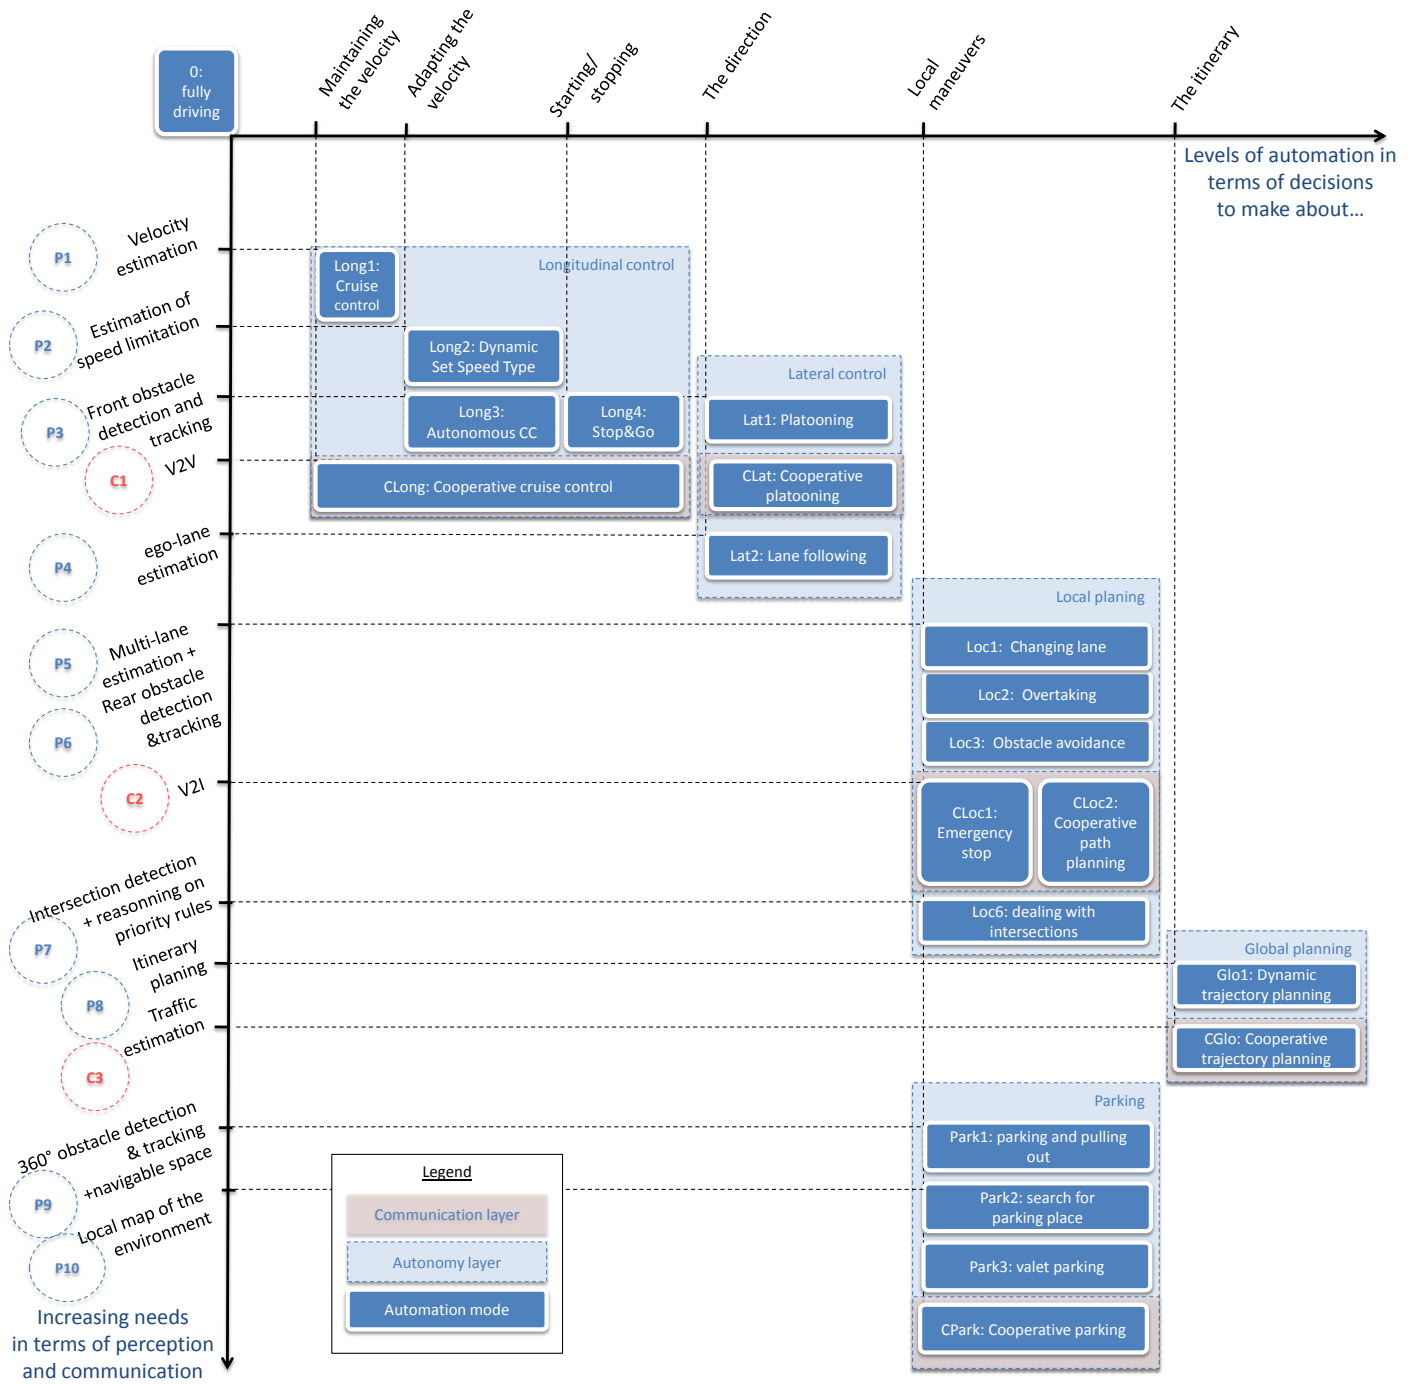 0:
fully
driving
Maintaining
the velocity
Adapting the
velocity
Starting/
stopping
The direction
Local
maneuvers
The itinerary
Levels of automation in
terms of decisions
to make about...
P1
Velocity
estimation
P2
Estimation of
speed limitation
P3
Front obstacle
detection and
tracking
C1
V2V
P4
ego-lane
estimation
P5
Multi-lane
estimation +
P6
Rear obstacle
detection
&tracking
C2
V2I
P7
Intersection detection
+ reasonning on
priority rules
P8
Itinerary
planing
C3
Traffic
estimation
P9
360° obstacle detection
& tracking
+navigable space
P10
Local map of the
environment
Increasing needs
in terms of perception
and communication
Longitudinal control
Long1:
Cruise
control
Long2: Dynamic
Set Speed Type
Long3:
Autonomous CC
Long4:
Stop&Go
CLong: Cooperative cruise control
Lateral control
Lat1: Platooning
CLat: Cooperative
platooning
Lat2: Lane following
Local planing
Loc1: Changing lane
Loc2: Overtaking
Loc3: Obstacle avoidance
CLoc1:
Emergency
stop
CLoc2:
Cooperative
path
planning
Loc6: dealing with
intersections
Global planning
Glo1: Dynamic
trajectory planning
CGlo: Cooperative
trajectory planning
Parking
Park1: parking and pulling
out
Park2: search for
parking place
Park3: valet parking
CPark: Cooperative parking
Legend
Communication layer
Autonomy layer
Automation mode